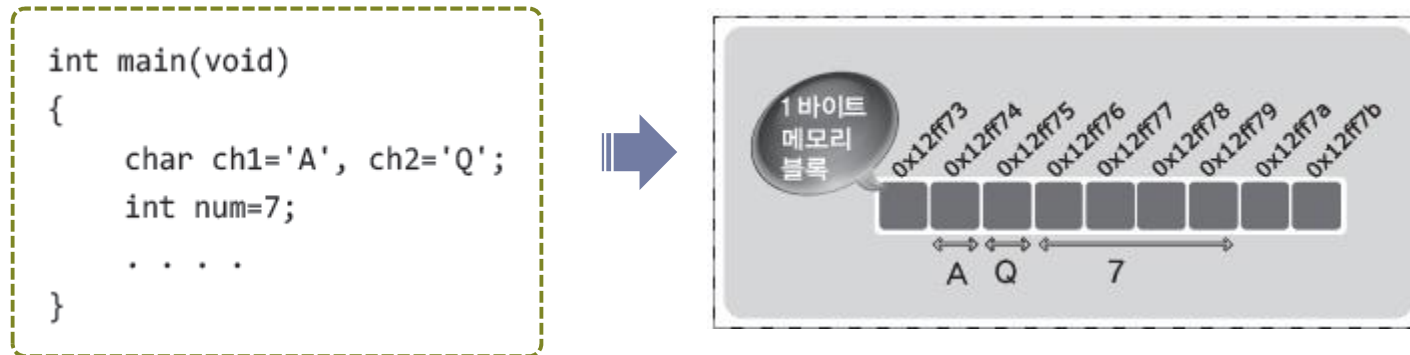 int main(void)
{
char ch1='A', ch2='Q';
int num=7;
. . . .
}
1 바이트
메모리
블록
0x12ff73
0x12ff74
0x12ff75
0x12ff76
0x12ff77
0x12ff78
0x12ff79
0x12ff7a
0x12ff7b
A Q 7